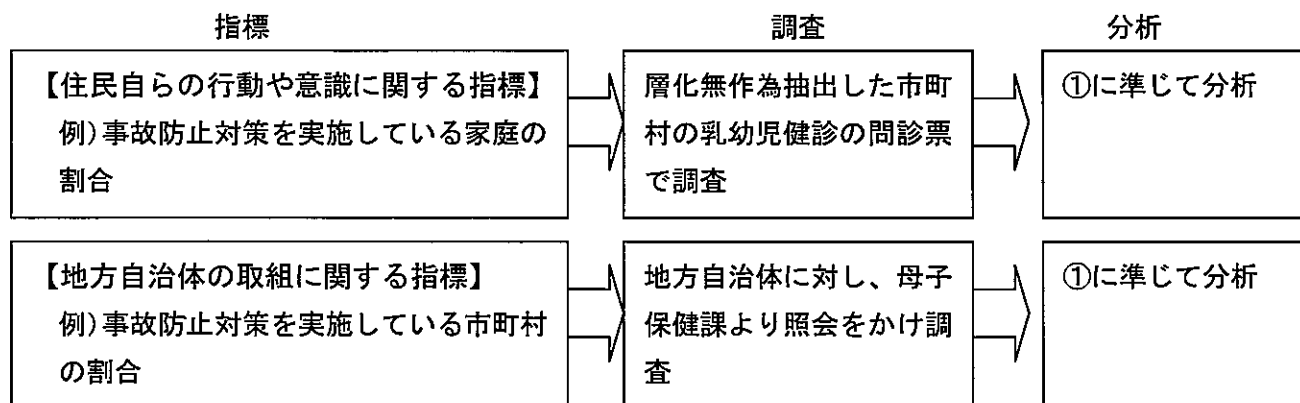 指標
調査
分析
【住民自らの行動や意識に関する指標】
例)事故防止対策を実施している家庭の
割合
層化無作為抽出した市町
村の乳幼児健診の問診票
で調査
①に準じて分析
【地方自治体の取組に関する指標】
例)事故防止対策を実施している市町村
の割合
地方自治体に対し、母子
保健課より照会をかけ調
査
①に準じて分析